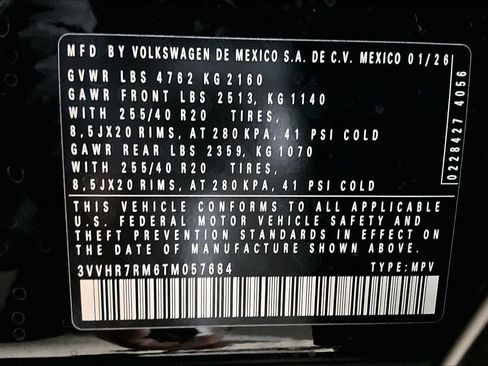 MFD BY VOLKSWAGEN DE MEXICO S.A. DE C.V. MEXICO 01/26
GVWR LBS 4762 KG 2160
GAWR FRONT LBS 2513, KG 1140
WITH 255/40 R20 TIRES,
8,5JX20 RIMS, AT 280 KPA, 41 PSI COLD
GAWR REAR LBS 2359, KG 1070
WITH 255/40 R20 TIRES,
8,5JX20 RIMS, AT 280 KPA, 41 PSI COLD
THIS VEHICLE CONFORMS TO ALL APPLICABLE
U.S. FEDERAL MOTOR VEHICLE SAFETY AND
THEFT PREVENTION STANDARDS IN EFFECT ON
THE DATE OF MANUFACTURE SHOWN ABOVE.
3VVHR7RM6TM057684 TYPE: MPV
0228427 4056